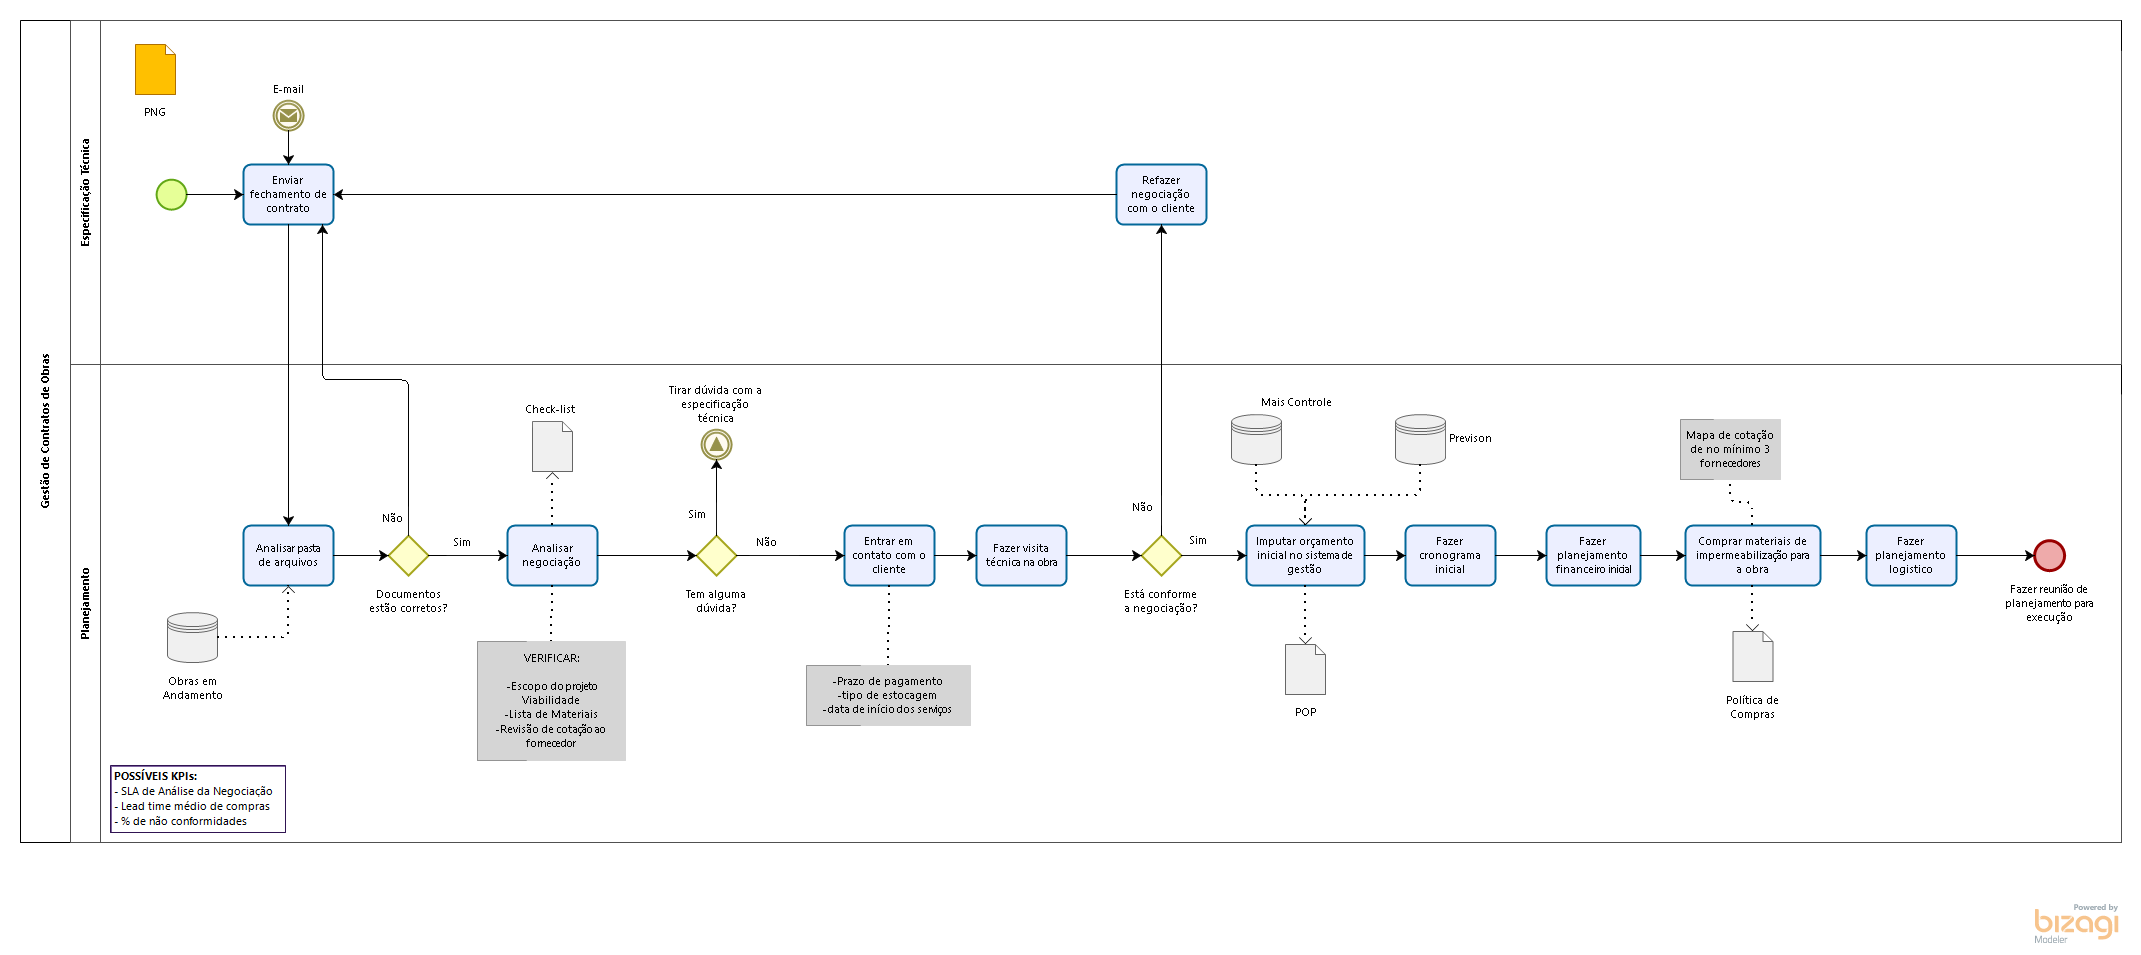 Gestão de Contratos de Obras
Especificação Técnica
PNG
E-mail
Enviar
fechamento de
contrato
Refazer
negociação
com o cliente
Planejamento
Analisar pasta
de arquivos
Obras em
Andamento
Não
Sim
Documentos
estão corretos?
Check-list
Analisar
negociação
VERIFICAR:
-Escopo do projeto
Viabilidade
-Lista de Materiais
-Revisão de cotação ao
fornecedor
Tirar dúvida com a
especificação
técnica
Sim
Não
Tem alguma
dúvida?
Entrar em
contato com o
cliente
-Prazo de pagamento
-tipo de estocagem
-data de início dos serviços
Fazer visita
técnica na obra
Não
Sim
Está conforme
a negociação?
Mais Controle
Previson
Imputar orçamento
inicial no sistema de
gestão
POP
Fazer
cronograma
inicial
Fazer
planejamento
financeiro inicial
Mapa de cotação
de no mínimo 3
fornecedores
Comprar materiais de
impermeabilização para
a obra
Política de
Compras
Fazer
planejamento
logistico
Fazer reunião de
planejamento para
execução
POSSÍVEIS KPIs:
- SLA de Análise da Negociação
- Lead time médio de compras
- % de não conformidades
Powered by
bizagi
Modeler